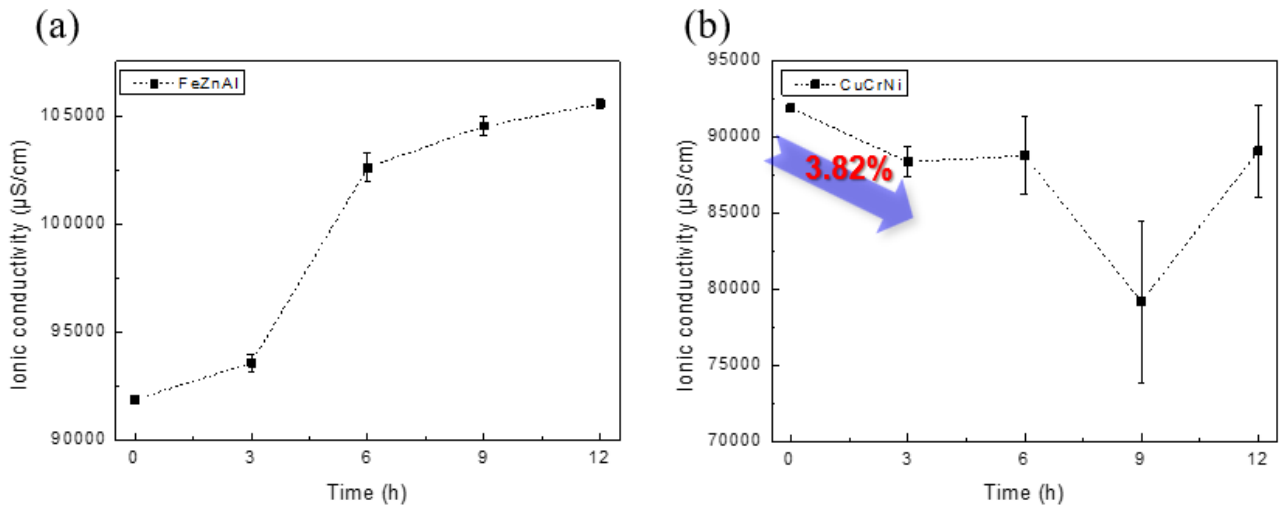 (a)
FeZnAl
105000
100000
95000
90000
0 3 6 9 12
Time (h)
Ionic conductivity (µS/cm)
(b)
CuCrNi
3.82%
95000
90000
85000
80000
75000
70000
0 3 6 9 12
Time (h)
Ionic conductivity (µS/cm)